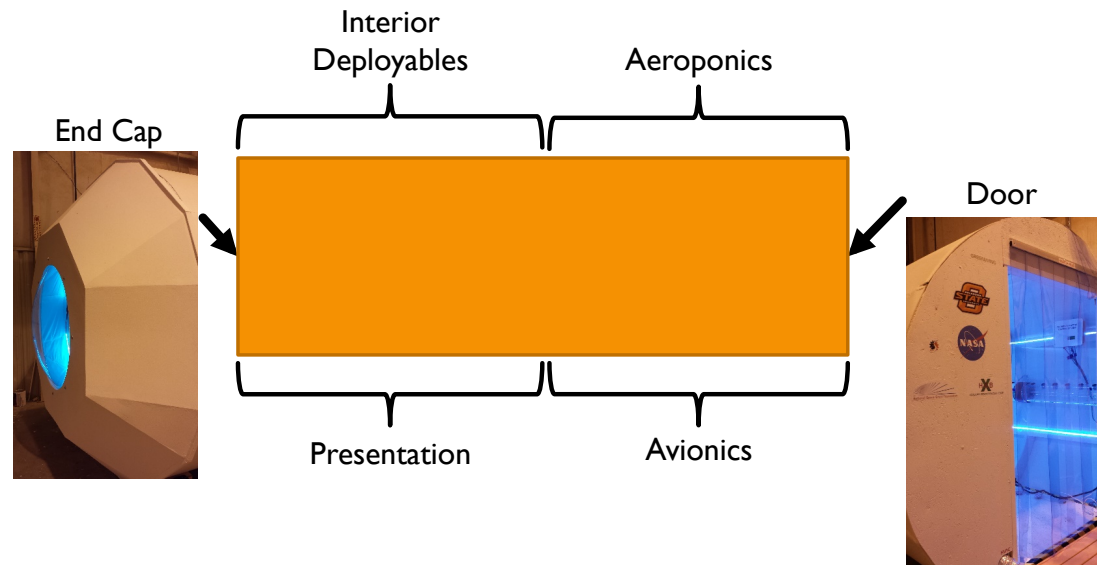 Interior
Deployables
Aeroponics
End Cap
Door
STATE
NASA
Presentation
Avionics